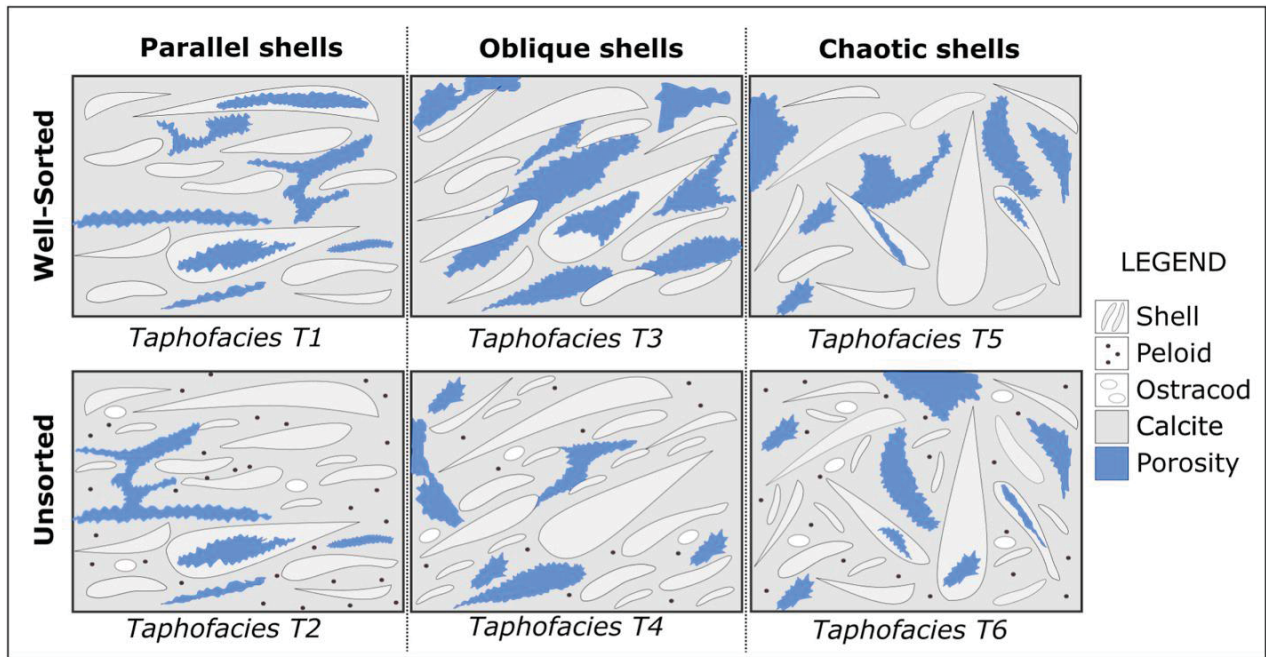 Parallel shells
Oblique shells
Chaotic shells
Well-Sorted
Taphofacies T1
Taphofacies T3
Taphofacies T5
Unsorted
Taphofacies T2
Taphofacies T4
Taphofacies T6
LEGEND
Shell
Peloid
Ostracod
Calcite
Porosity